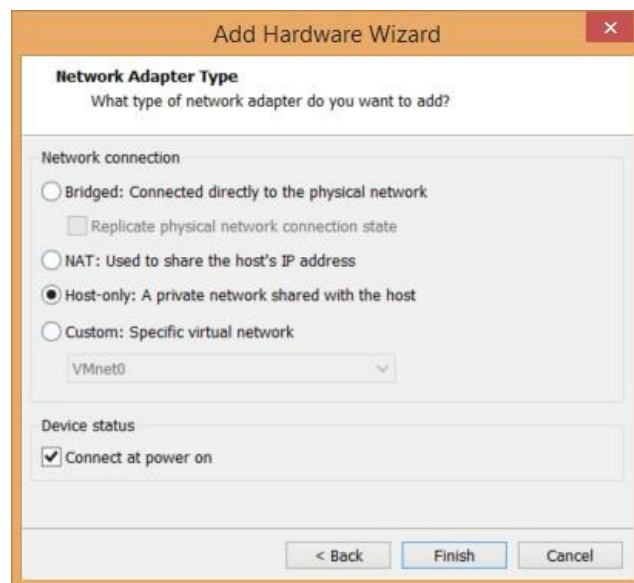 Add Hardware Wizard
Network Adapter Type
What type of network adapter do you want to add?
Network connection
Bridged: Connected directly to the physical network
Replicate physical network connection state
NAT: Used to share the host's IP address
Host-only: A private network shared with the host
Custom: Specific virtual network
VMnet0
Device status
Connect at power on
< Back Finish Cancel